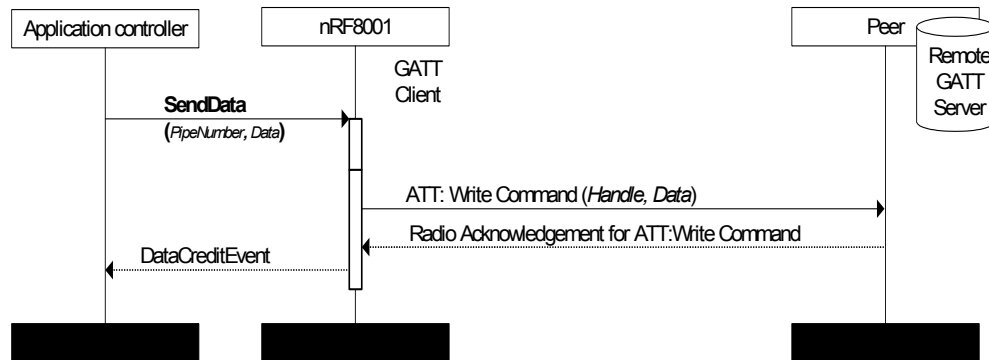 Application controller
nRF8001
Peer
GATT
Client
Remote
GATT
Server
SendData
(PipeNumber, Data)
ATT: Write Command (Handle, Data)
Radio Acknowledgement for ATT:Write Command
DataCreditEvent